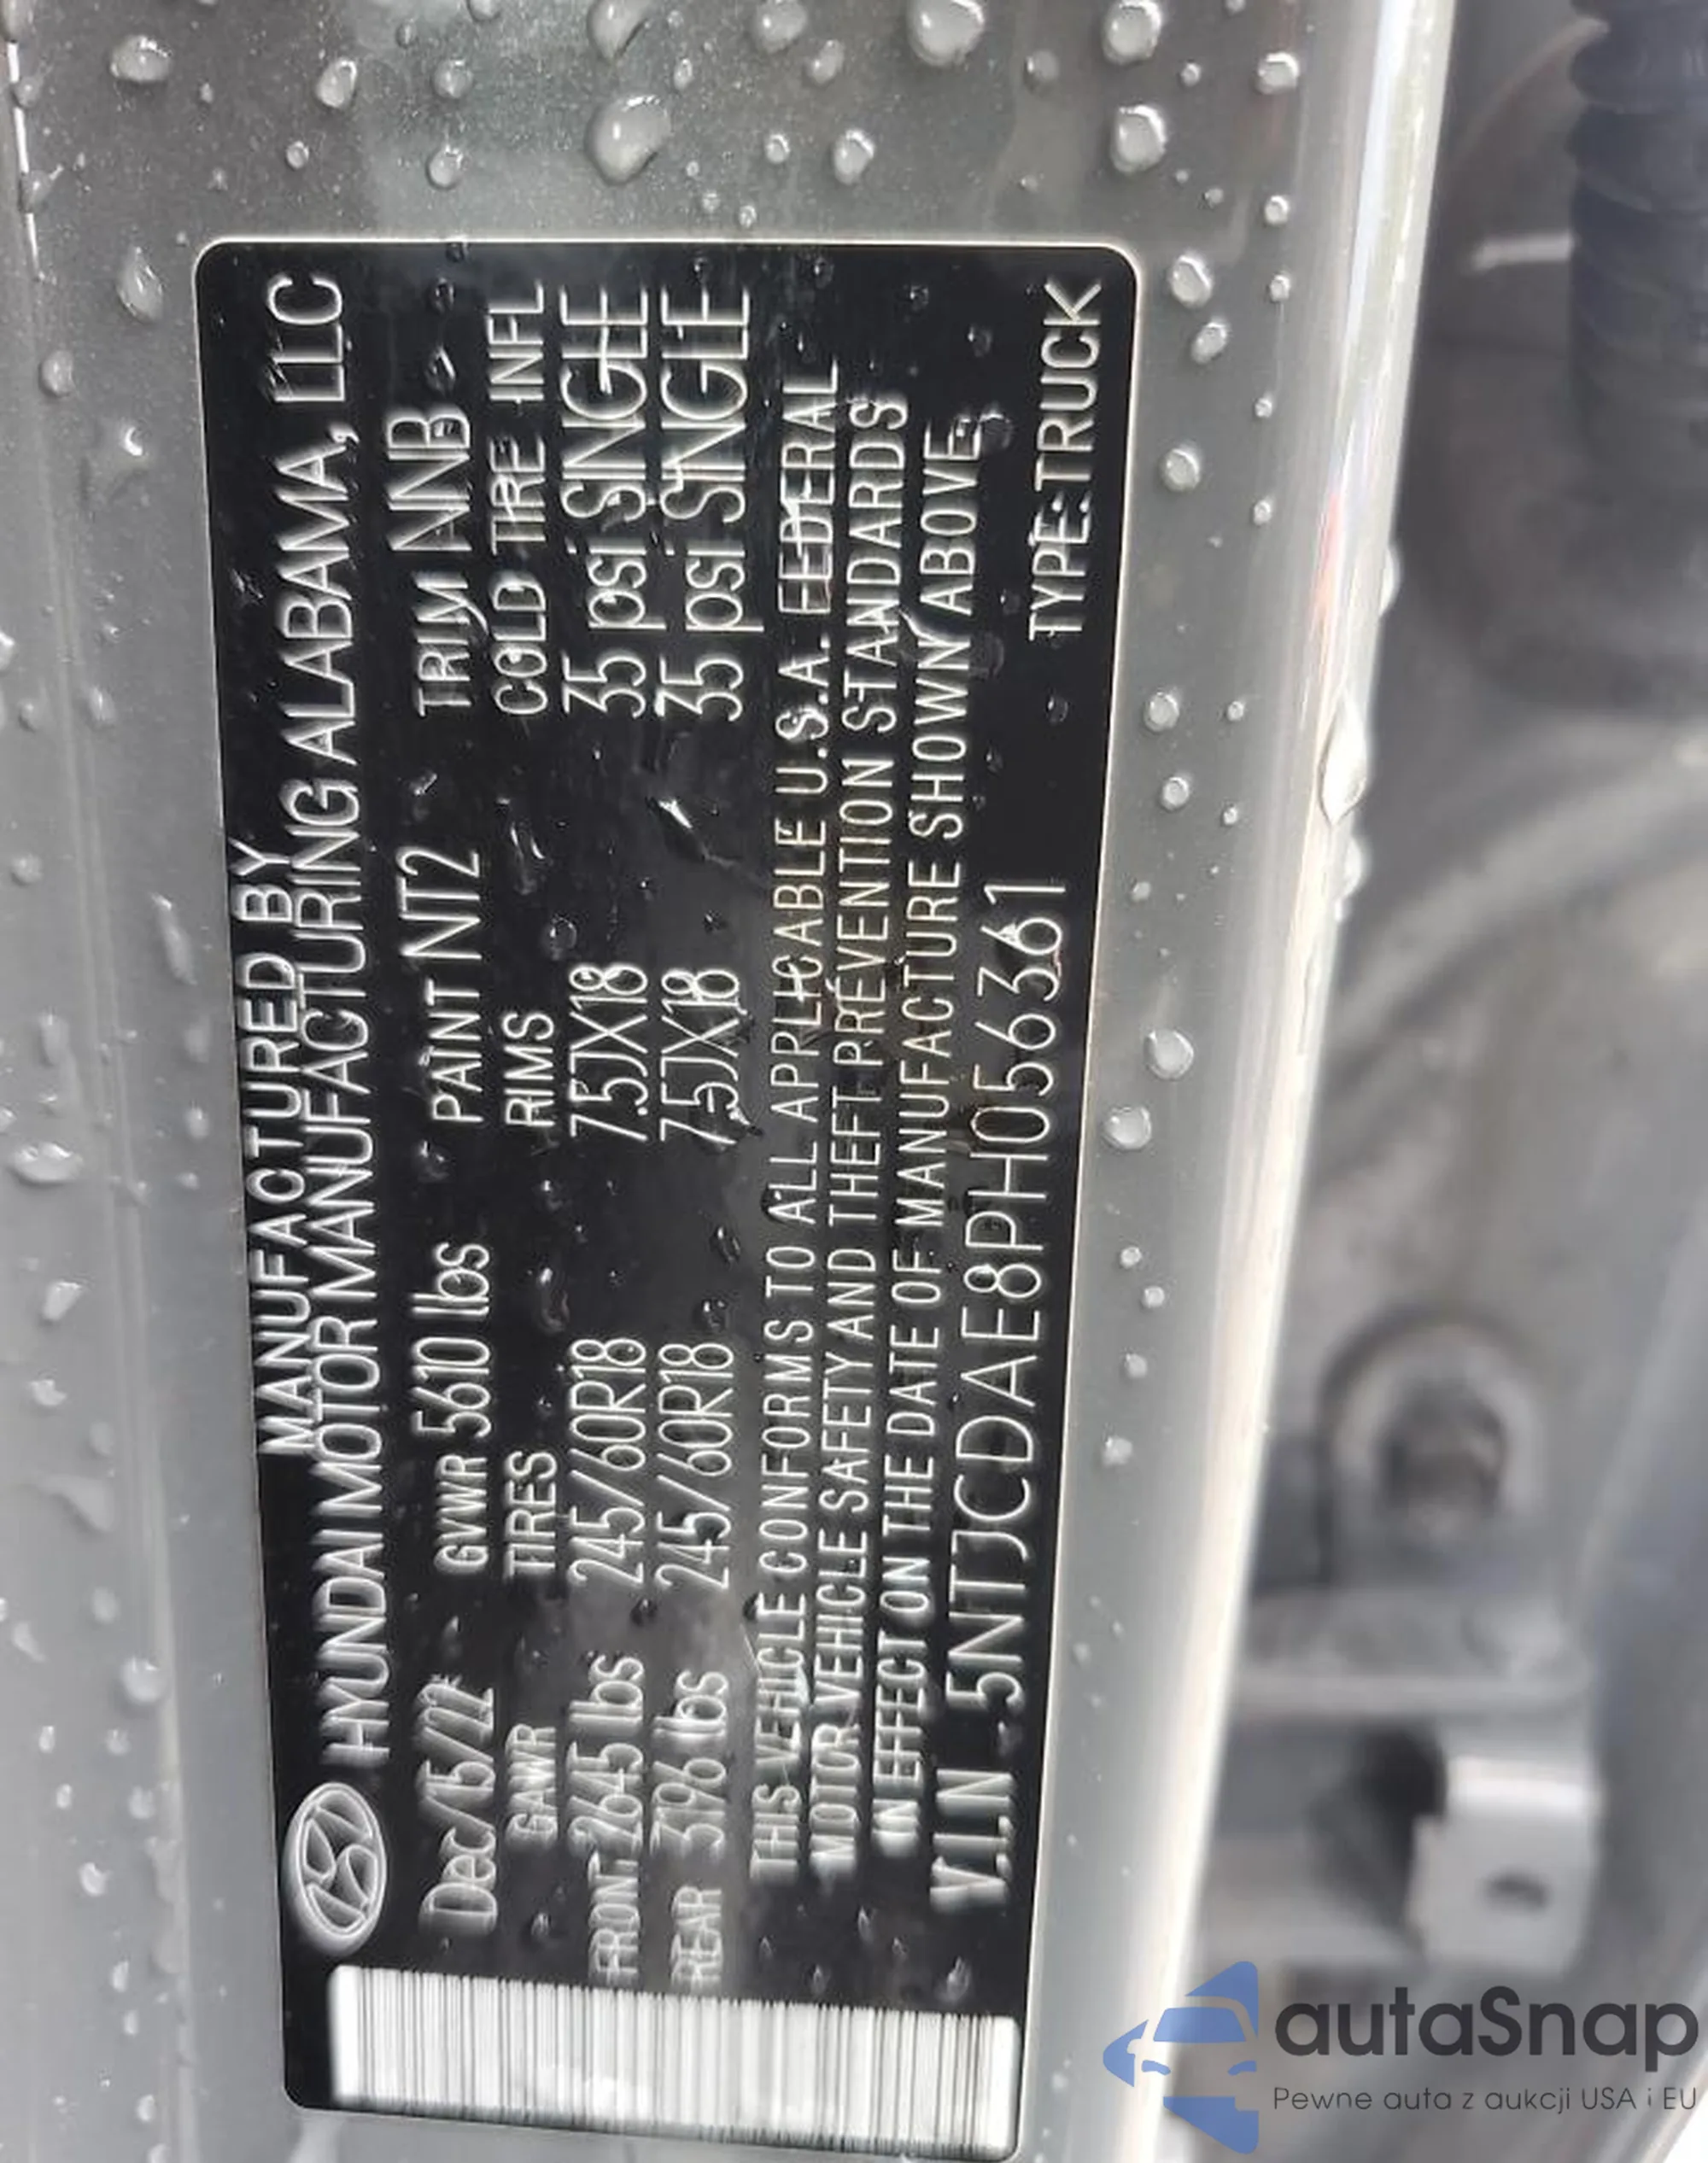 MANUFACTURED BY
HYUNDAI MOTOR MANUFACTURING ALABAMA, LLC
Dec/15/22 GVWR 5610 lbs PAINT NT2 TRIM NNB
GAWR TIRES RIMS COLD TIRE INFL
FRONT 2645 lbs 245/60R18 7.5JX18 35 psi SINGLE
REAR 3196 lbs 245/60R18 7.5JX18 35 psi SINGLE
THIS VEHICLE CONFORMS TO ALL APPLICABLE U.S.A. FEDERAL
MOTOR VEHICLE SAFETY AND THEFT PREVENTION STANDARDS
IN EFFECT ON THE DATE OF MANUFACTURE SHOWN ABOVE.
V.I.N 5NTJCDAE8PH056361 TYPE:TRUCK
autaSnap
Pewne auta z aukcji USA i EU